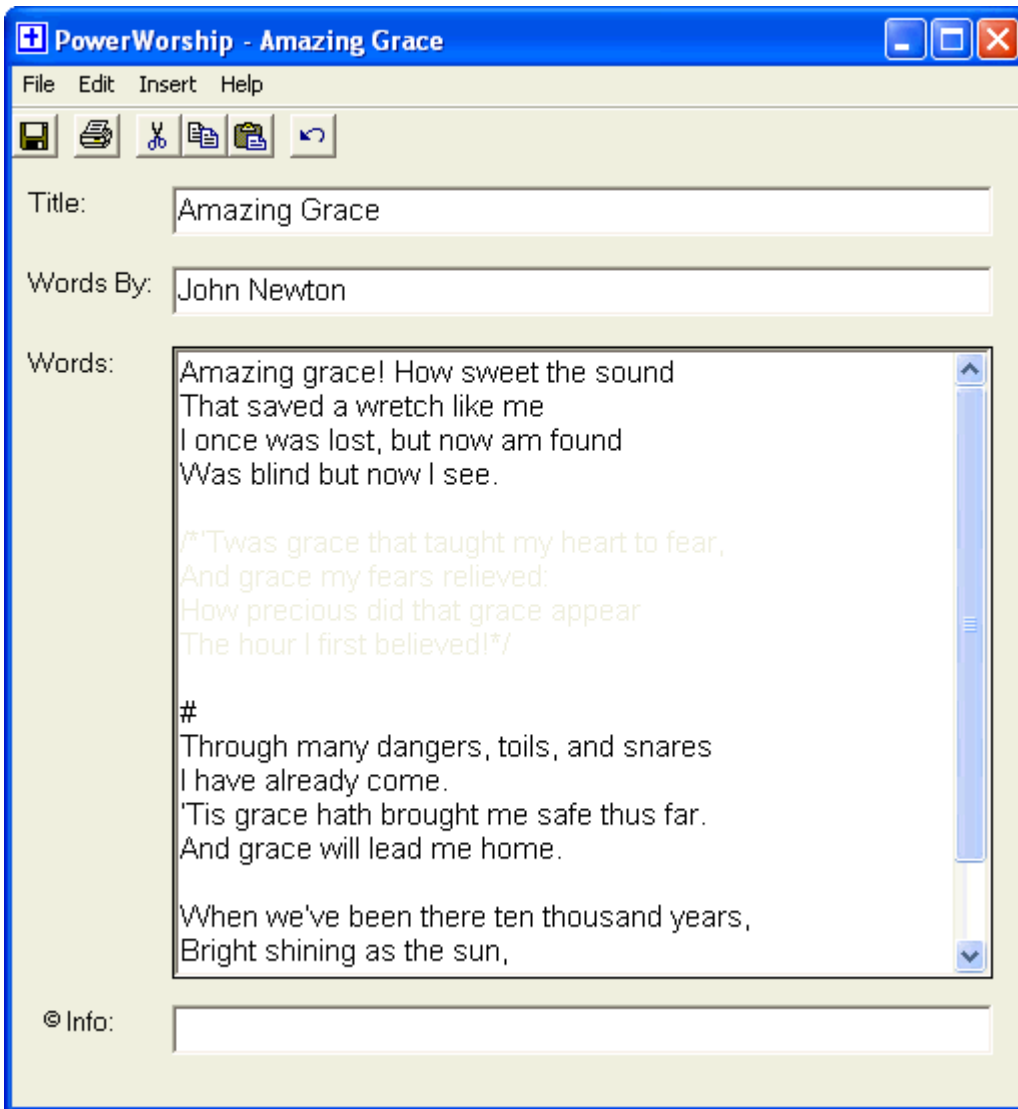 PowerWorship - Amazing Grace
File Edit Insert Help
Title:
Amazing Grace
Words By:
John Newton
Words:
Amazing grace! How sweet the sound
That saved a wretch like me
I once was lost, but now am found
Was blind but now I see.
/*'Twas grace that taught my heart to fear,
And grace my fears relieved:
How precious did that grace appear
The hour I first believed!*/
#
Through many dangers, toils, and snares
I have already come.
'Tis grace hath brought me safe thus far.
And grace will lead me home.
When we've been there ten thousand years,
Bright shining as the sun,
© Info: